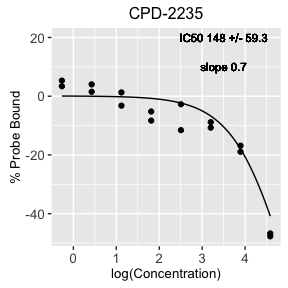 CPD-2235
IC50 148 +/- 59.3
slope 0.7
20
0
-20
-40
% Probe Bound
0 1 2 3 4
log(Concentration)